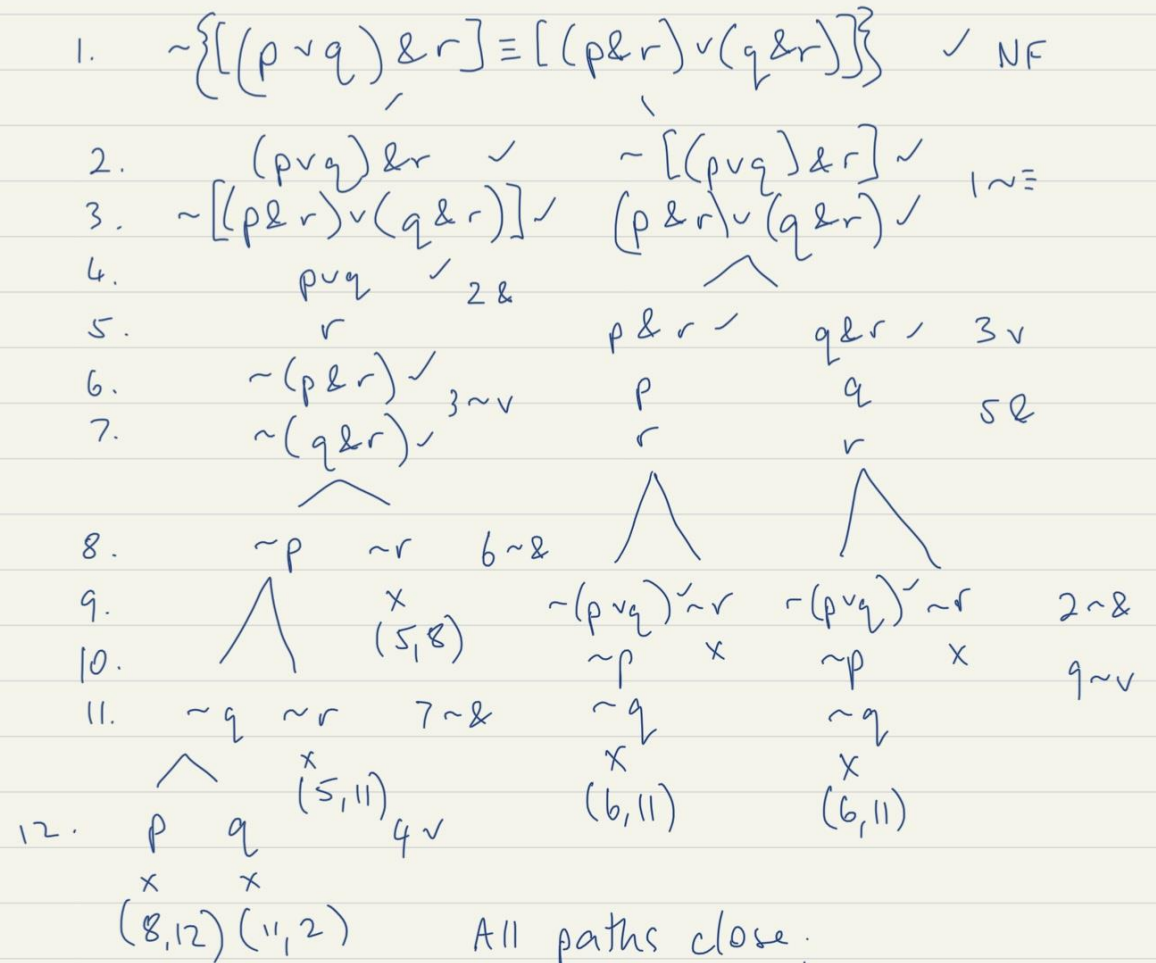 1. ~{[(p ∨ q) & r] ≡ [(p&r) ∨ (q&r)]} ✓ NF
2. (p∨q) & r ✓ ~[(p∨q) & r] ✓
1~≡
3. ~[(p&r) ∨ (q&r)] ✓ (p&r) ∨ (q&r) ✓
4. p∨q ✓ 2&
5. r p&r ✓ q&r ✓ 3∨
6. ~(p&r) ✓ p q
3~∨ 5&
7. ~(q&r) ✓ r r
8. ~p ~r 6~&
9. x ~(p∨q) ✓ ~r ~(p∨q) ✓ ~r 2~&
(5,8)
10. ~p x ~p x
9~∨
11. ~q ~r 7~& ~q ~q
x x x
(5,11) (6,11) (6,11)
12. p q 4∨
x x
(8,12) (11,2) All paths close.